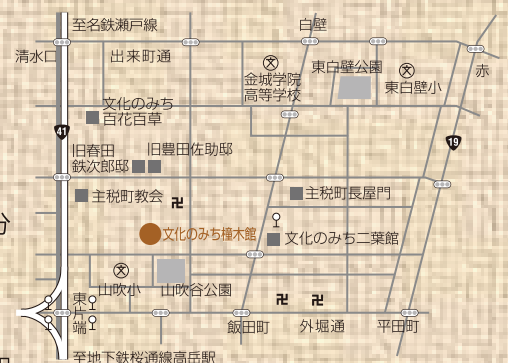 至名鉄瀬戸線
白壁
清水口
出来町通
赤
金城学院
高等学校
東白壁公園
東白壁小
文化のみち
百花百草
41
19
旧春田
鉄次郎邸
旧豊田佐助邸
主税町教会
主税町長屋門
文化のみち橦木館
文化のみち二葉館
分
山吹小
山吹谷公園
東片端
飯田町
外堀通
平田町
至地下鉄桜通線高岳駅